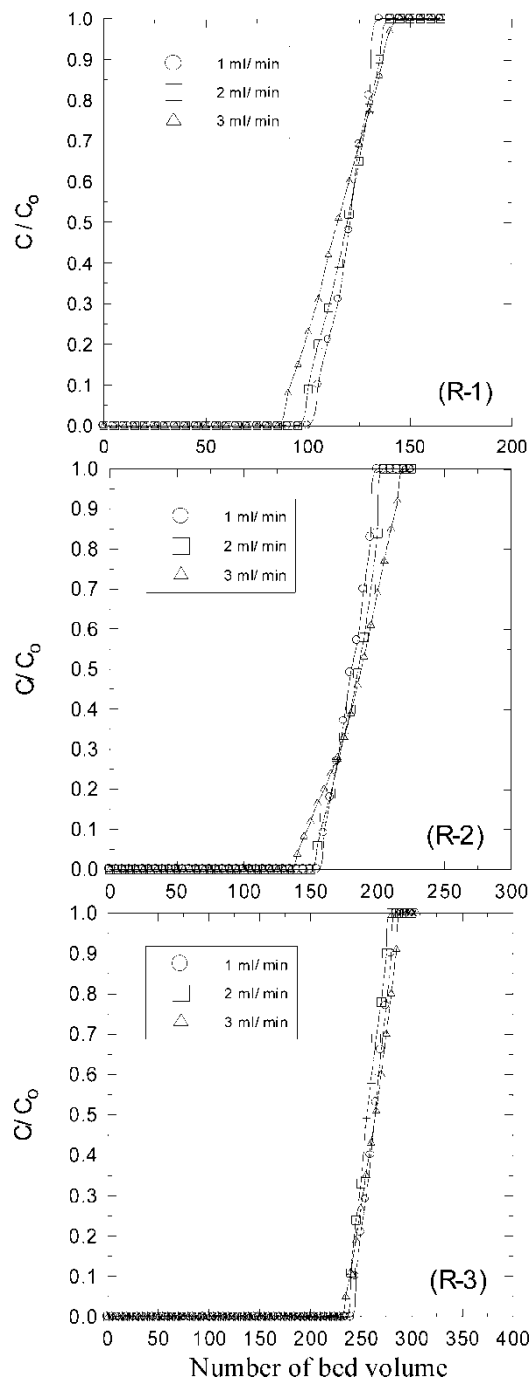 1.0
0.9
0.8
0.7
0.6
0.5
0.4
0.3
0.2
0.1
0.0
C / Co
1 ml/ min
2 ml/ min
3 ml/ min
(R-1)
0 50 100 150 200
1.0
0.9
0.8
0.7
0.6
0.5
0.4
0.3
0.2
0.1
0.0
C/ Co
1 ml/ min
2 ml/ min
3 ml/ min
(R-2)
0 50 100 150 200 250 300
1.0
0.9
0.8
0.7
0.6
0.5
0.4
0.3
0.2
0.1
0.0
C/ Co
1 ml/ min
2 ml/ min
3 ml/ min
(R-3)
0 50 100 150 200 250 300 350 400
Number of bed volume